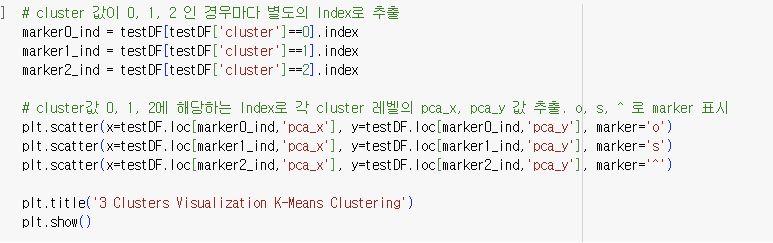 ] # cluster 값이 0, 1, 2 인 경우마다 별도의 Index로 추출
marker0_ind = testDF[testDF['cluster']==0].index
marker1_ind = testDF[testDF['cluster']==1].index
marker2_ind = testDF[testDF['cluster']==2].index
# cluster값 0, 1, 2에 해당하는 Index로 각 cluster 레벨의 pca_x, pca_y 값 추출. o, s, ^ 로 marker 표시
plt.scatter(x=testDF.loc[marker0_ind,'pca_x'], y=testDF.loc[marker0_ind,'pca_y'], marker='o')
plt.scatter(x=testDF.loc[marker1_ind,'pca_x'], y=testDF.loc[marker1_ind,'pca_y'], marker='s')
plt.scatter(x=testDF.loc[marker2_ind,'pca_x'], y=testDF.loc[marker2_ind,'pca_y'], marker='^')
plt.title('3 Clusters Visualization K-Means Clustering')
plt.show()